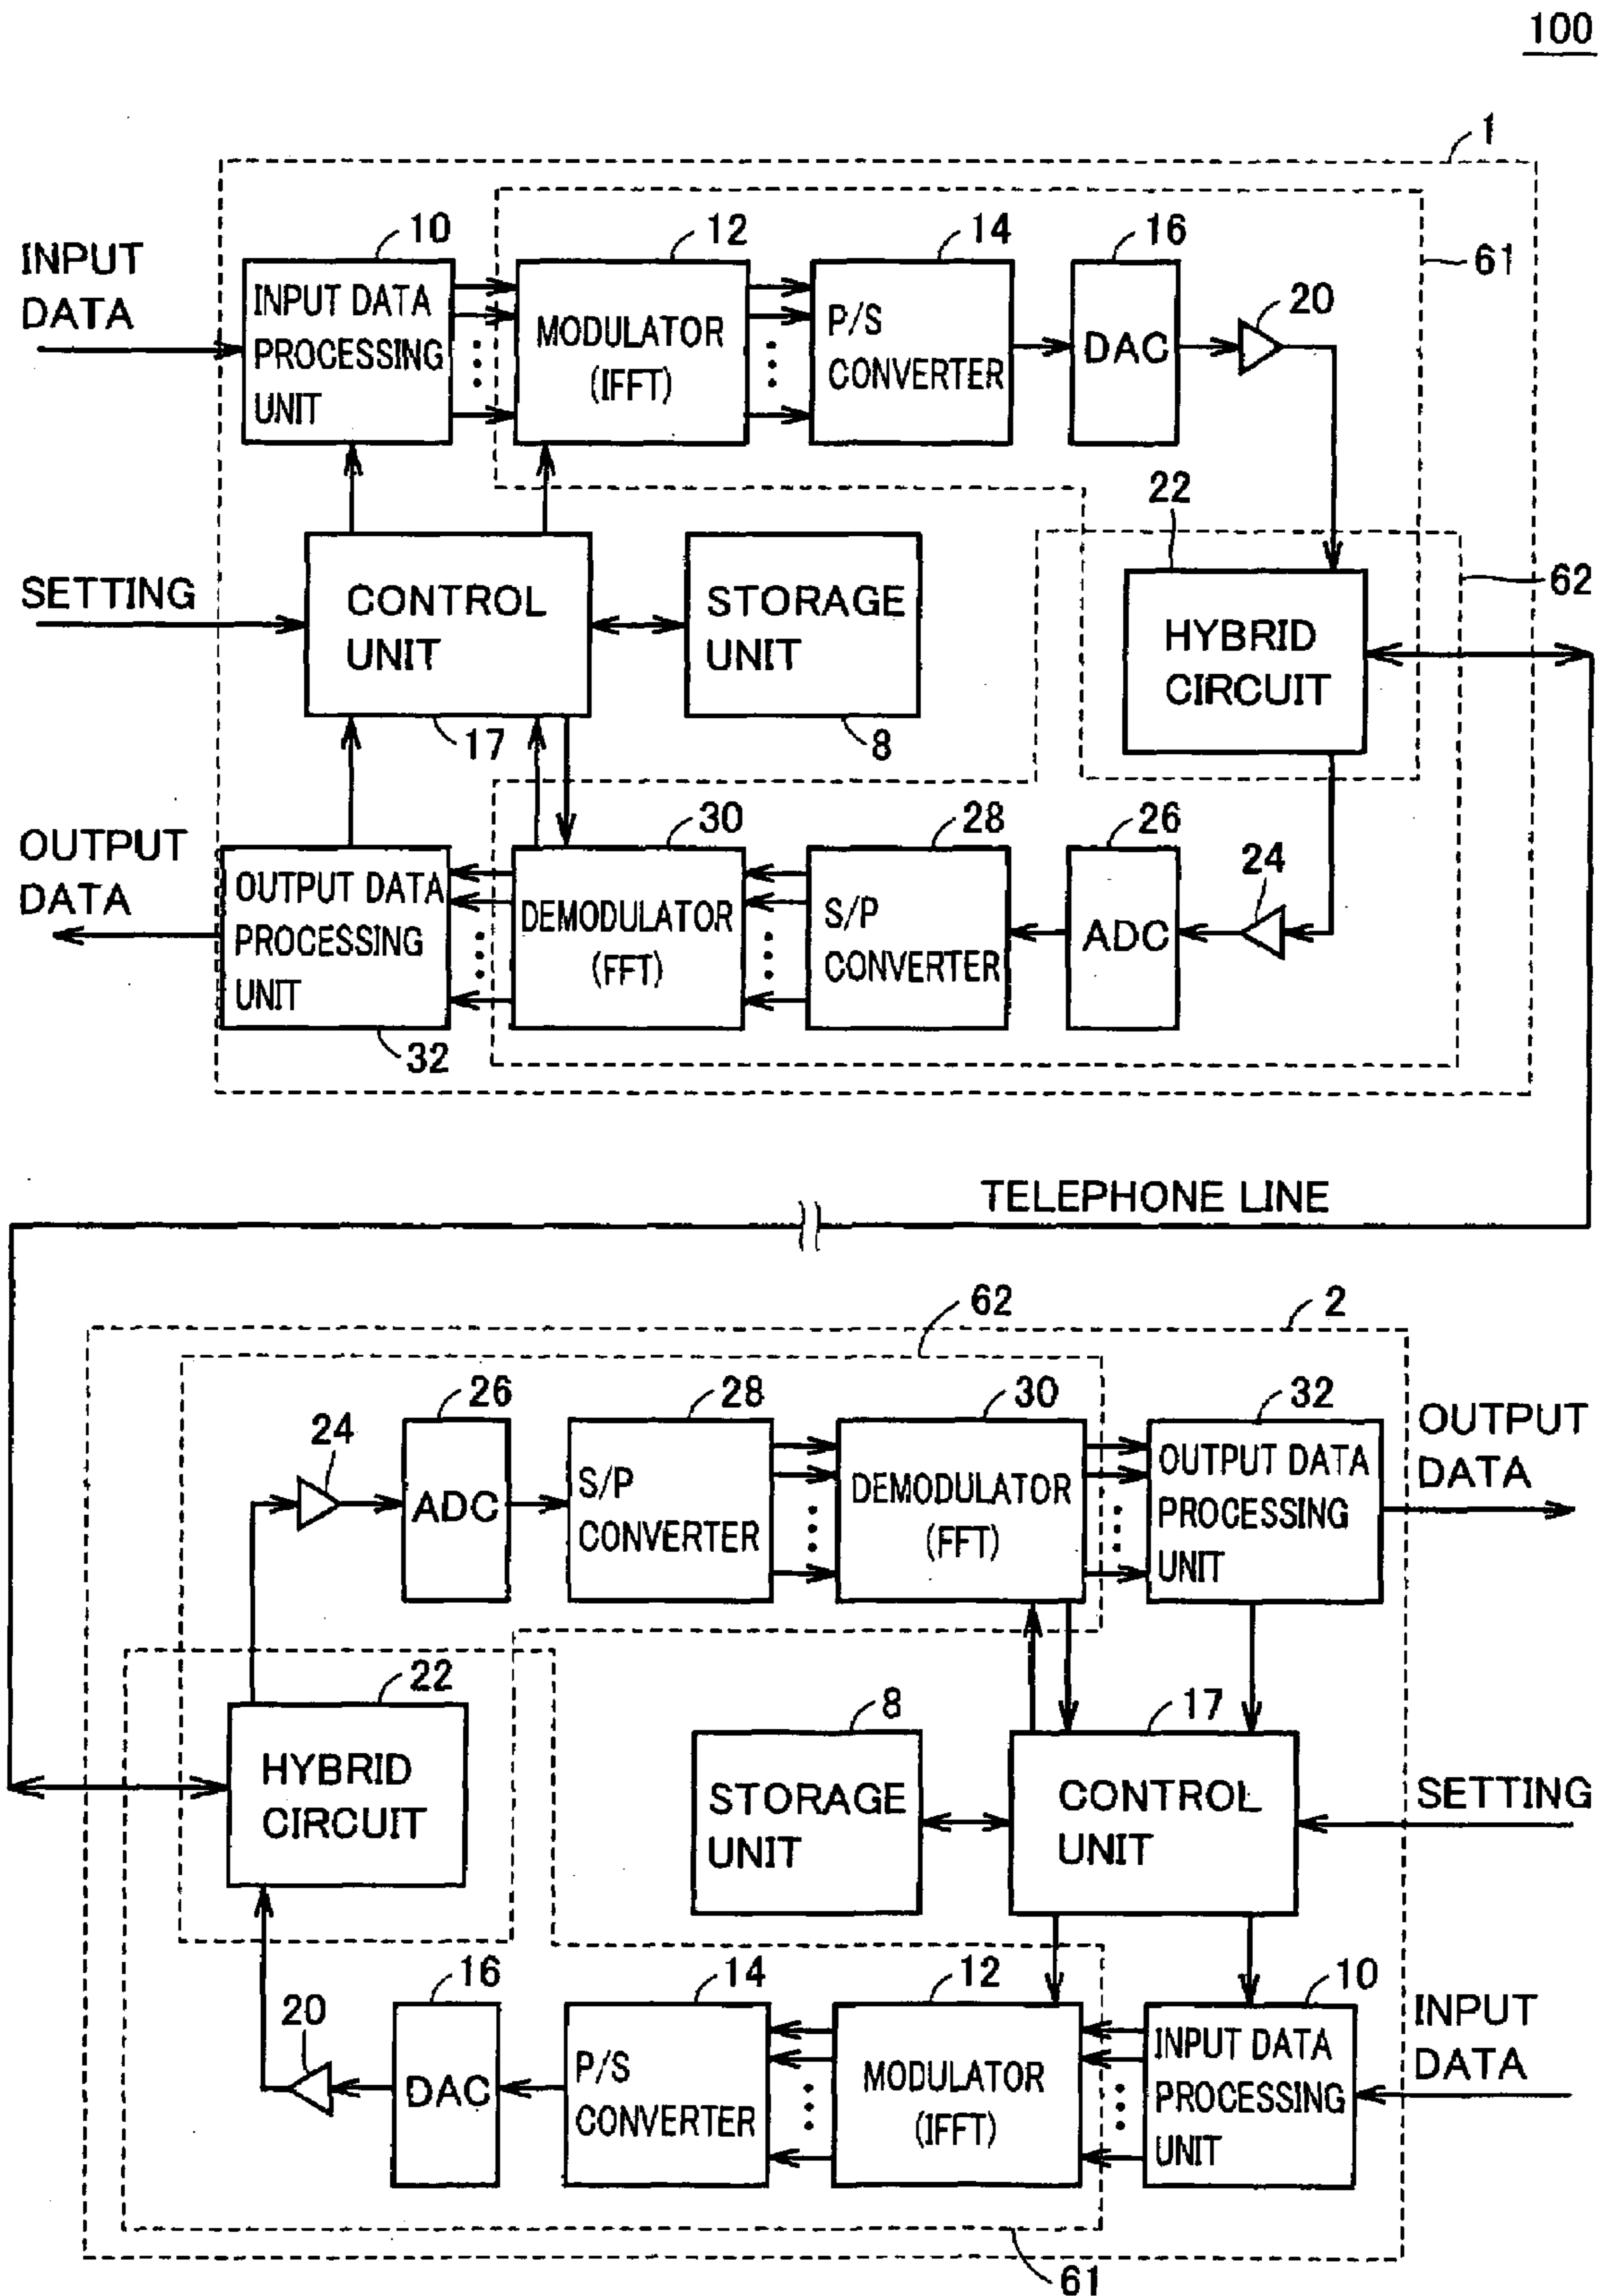 100
1
10
12
14
16
61
INPUT
DATA
20
INPUT DATA
PROCESSING
UNIT
MODULATOR
(IFFT)
P/S
CONVERTER
DAC
22
SETTING
CONTROL
UNIT
STORAGE
UNIT
62
HYBRID
CIRCUIT
17
8
OUTPUT
DATA
30
28
26
24
OUTPUT DATA
PROCESSING
UNIT
DEMODULATOR
(FFT)
S/P
CONVERTER
ADC
32
TELEPHONE LINE
62
2
24
26
28
30
32
OUTPUT
DATA
ADC
S/P
CONVERTER
DEMODULATOR
(FFT)
OUTPUT DATA
PROCESSING
UNIT
22
8
17
HYBRID
CIRCUIT
STORAGE
UNIT
CONTROL
UNIT
SETTING
20
16
14
12
10
INPUT
DATA
DAC
P/S
CONVERTER
MODULATOR
(IFFT)
INPUT DATA
PROCESSING
UNIT
61